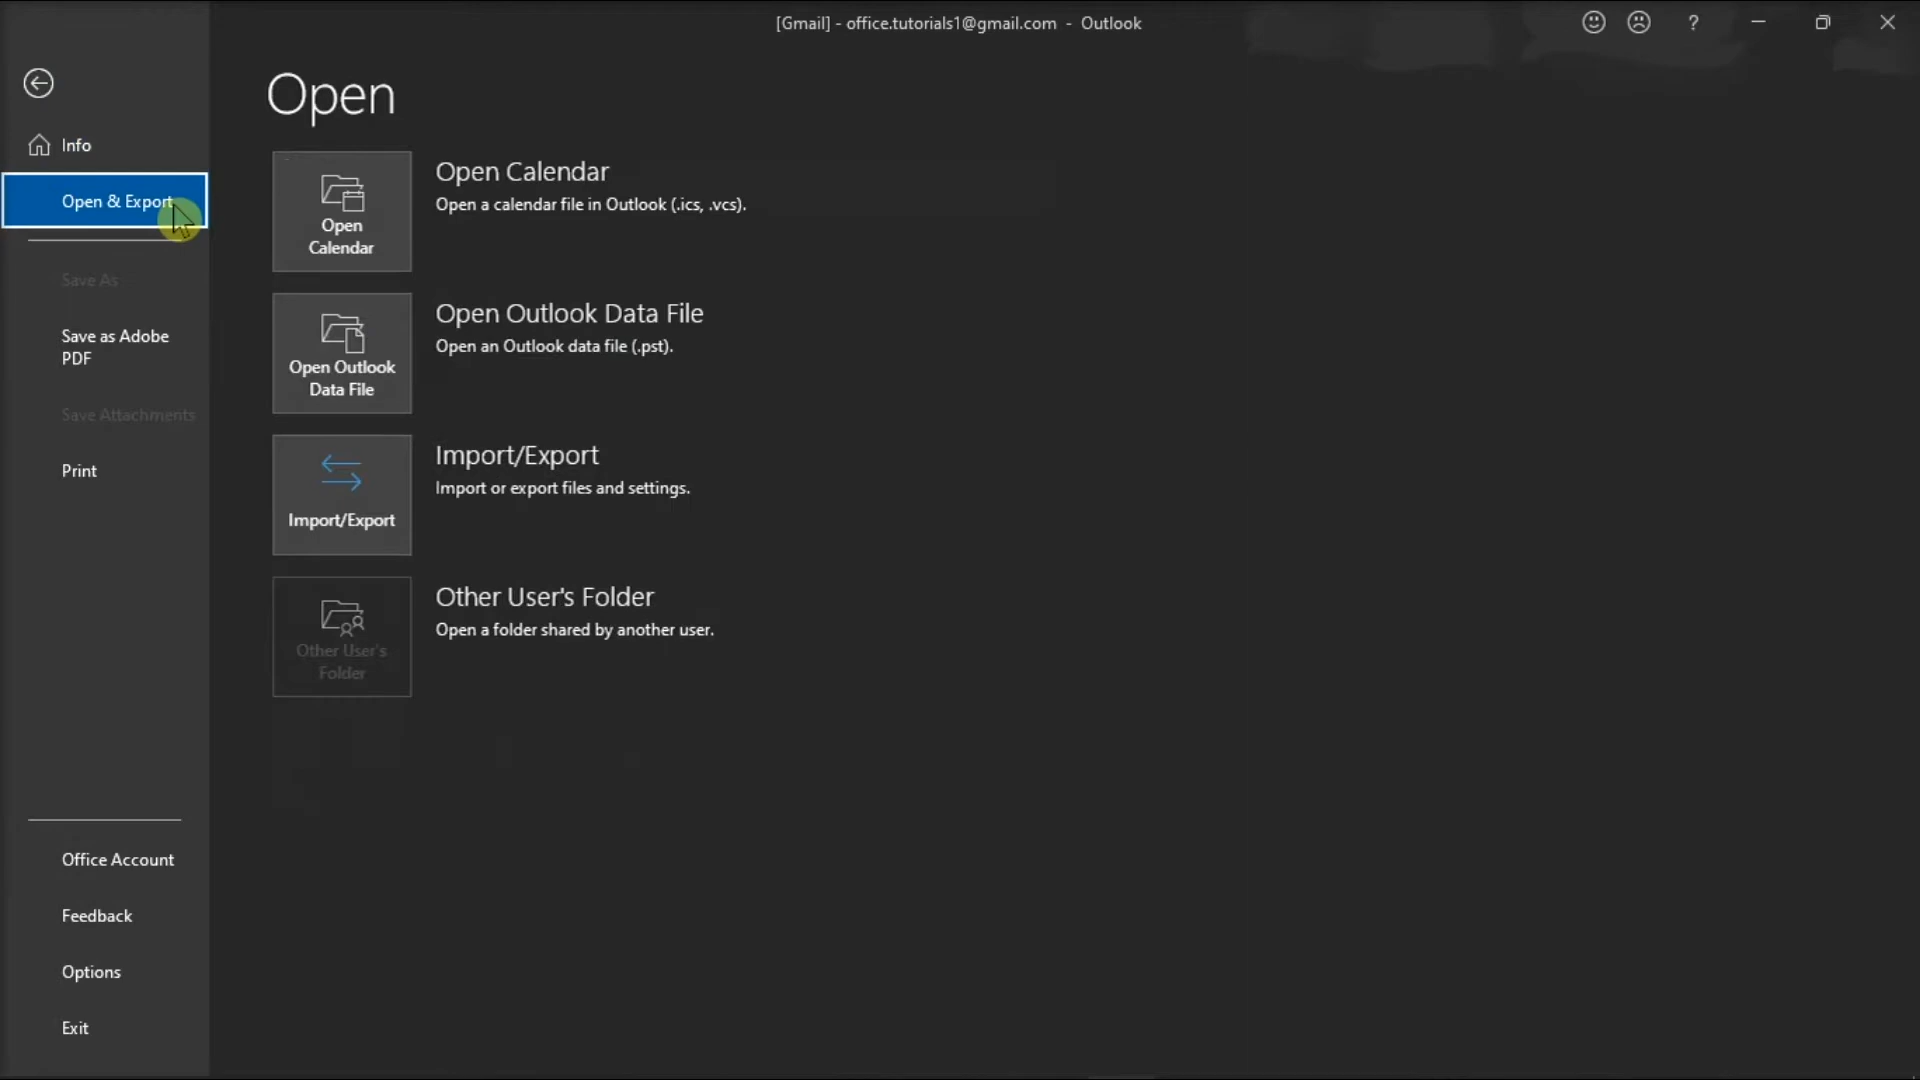 [Gmail] - office.tutorials1@gmail.com - Outlook
?
Info
Open & Export
Save As
Save as Adobe
PDF
Save Attachments
Print
Office Account
Feedback
Options
Exit
Open
Open
Calendar
Open Calendar
Open a calendar file in Outlook (.ics, .vcs).
Open Outlook
Data File
Open Outlook Data File
Open an Outlook data file (.pst).
Import/Export
Import/Export
Import or export files and settings.
Other User's
Folder
Other User's Folder
Open a folder shared by another user.